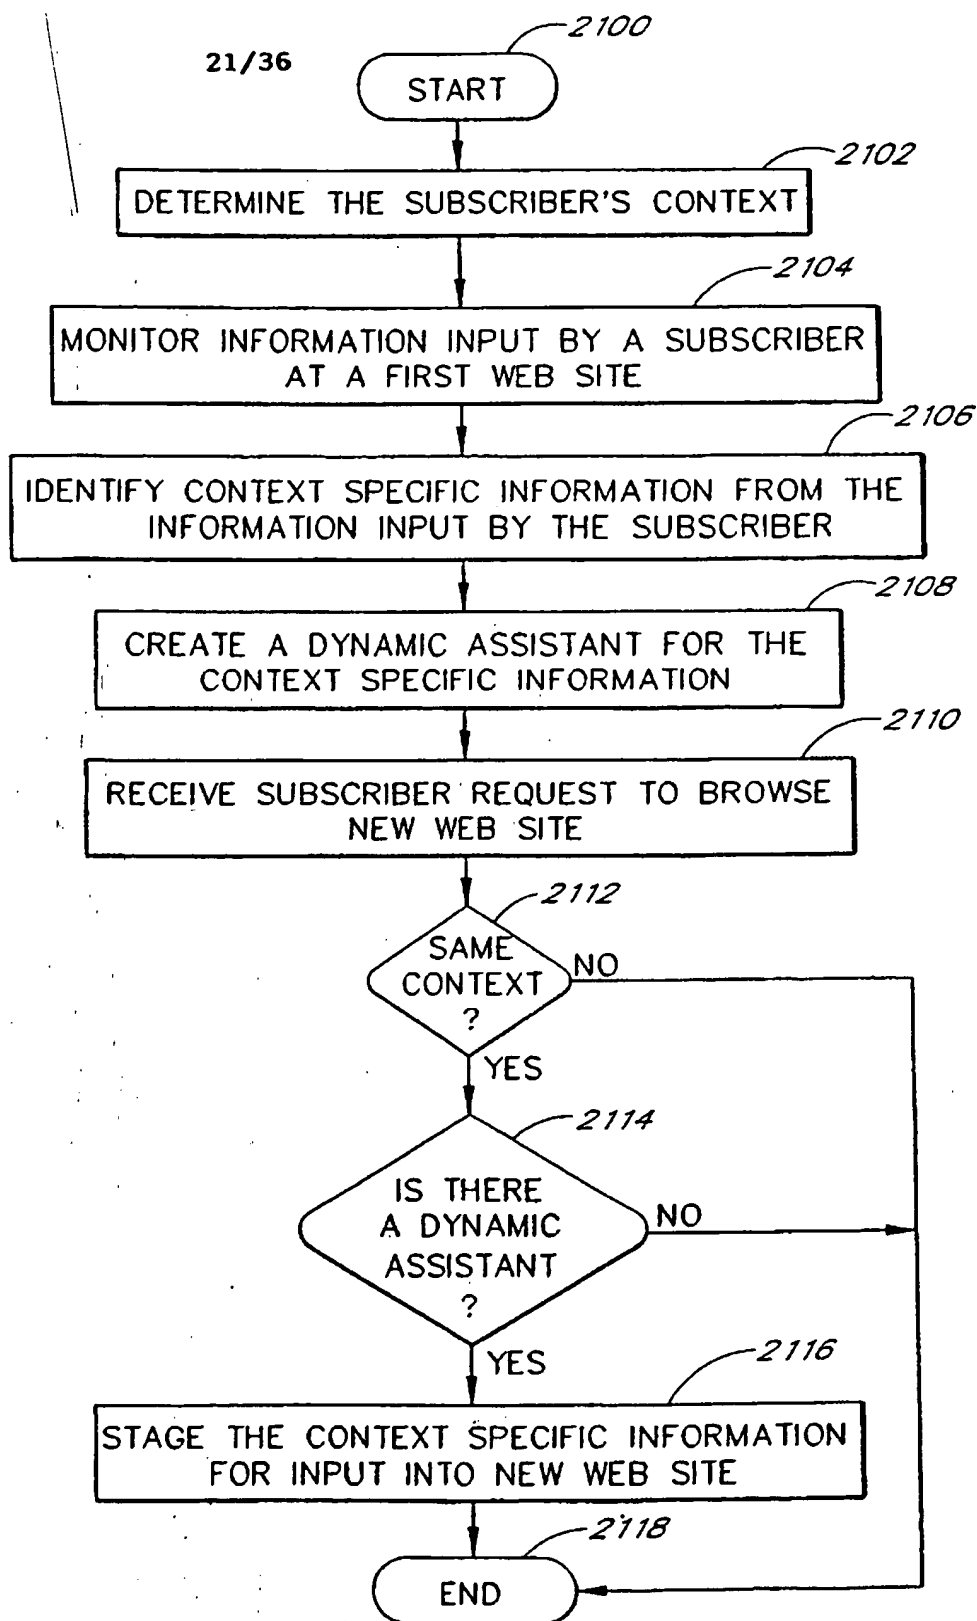 2100
21/36
START
2102
DETERMINE THE SUBSCRIBER'S CONTEXT
2104
MONITOR INFORMATION INPUT BY A SUBSCRIBER
AT A FIRST WEB SITE
2106
IDENTIFY CONTEXT SPECIFIC INFORMATION FROM THE
INFORMATION INPUT BY THE SUBSCRIBER
2108
CREATE A DYNAMIC ASSISTANT FOR THE
CONTEXT SPECIFIC INFORMATION
2110
RECEIVE SUBSCRIBER REQUEST TO BROWSE
NEW WEB SITE
2112
SAME
CONTEXT
?
NO
YES
2114
IS THERE
A DYNAMIC
ASSISTANT
?
NO
YES
2116
STAGE THE CONTEXT SPECIFIC INFORMATION
FOR INPUT INTO NEW WEB SITE
2118
END